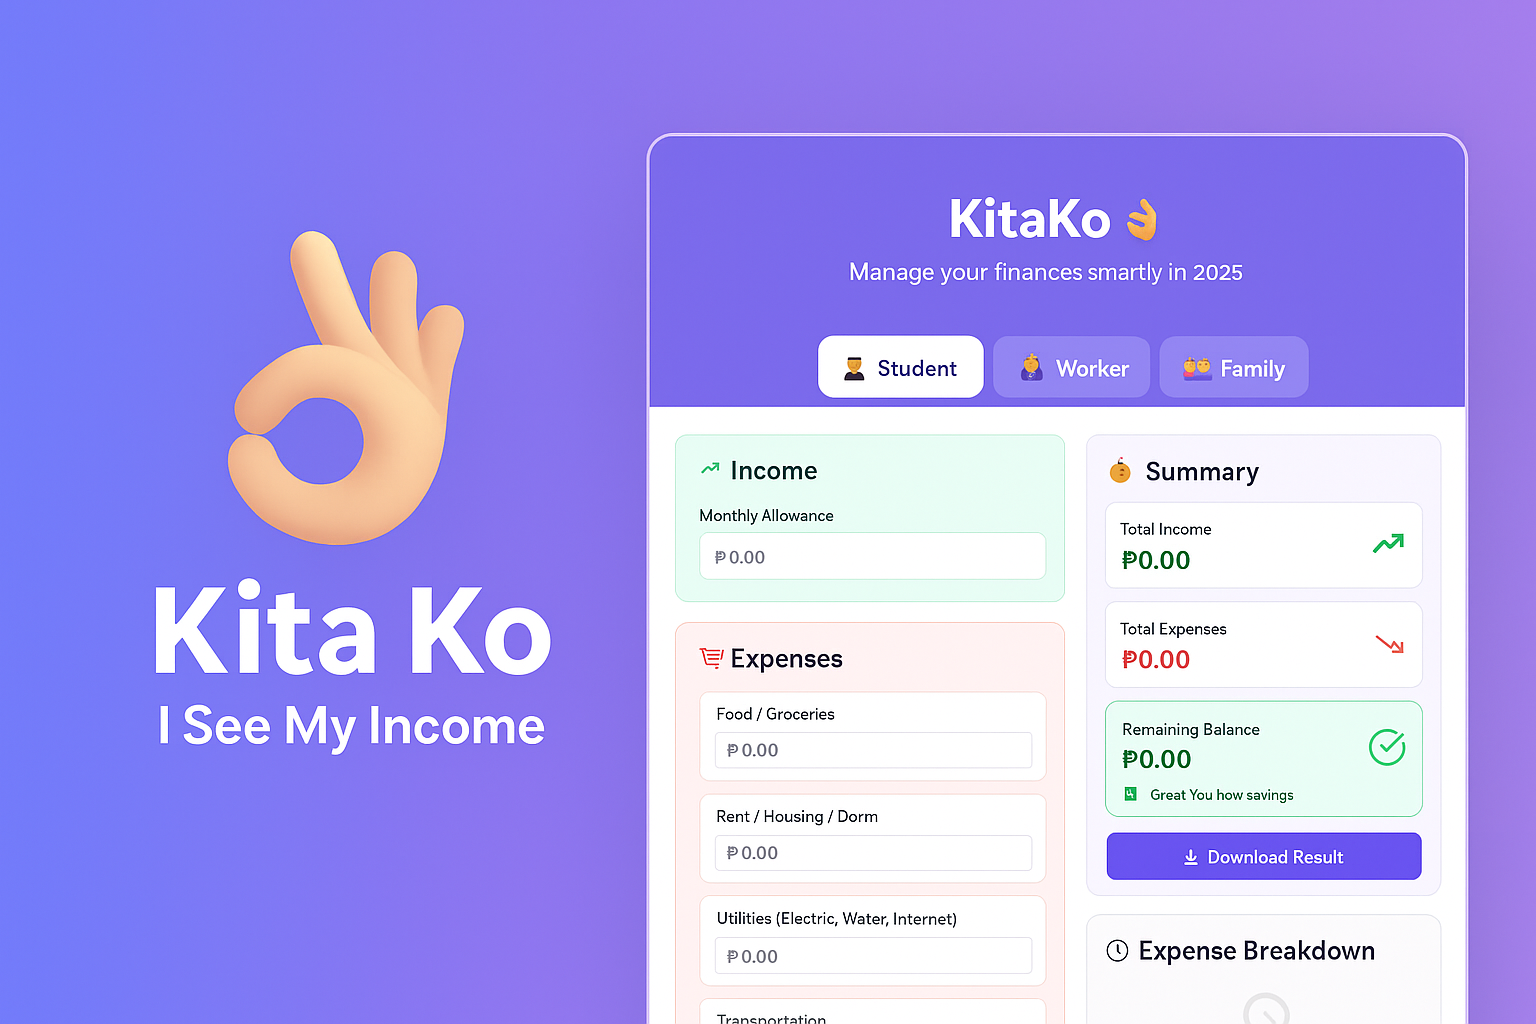 Kita Ko
I See My Income
KitaKo
Manage your finances smartly in 2025
Student
Worker
Family
Income
Monthly Allowance
₱0.00
Expenses
Food / Groceries
₱0.00
Rent / Housing / Dorm
₱0.00
Utilities (Electric, Water, Internet)
₱0.00
Transportation
Summary
Total Income
₱0.00
Total Expenses
₱0.00
Remaining Balance
₱0.00
Great You how savings
Download Result
Expense Breakdown